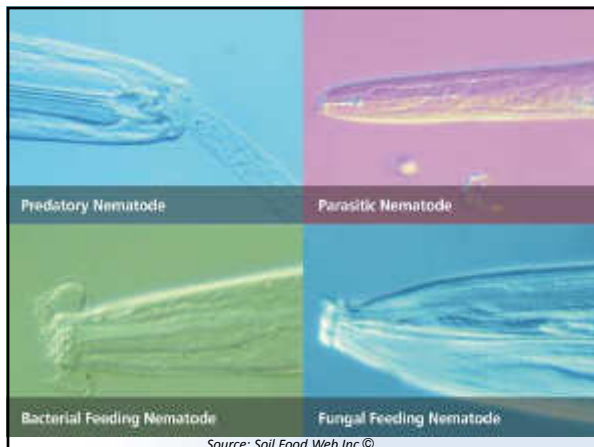 Predatory Nematode
Parasitic Nematode
Bacterial Feeding Nematode
Fungal Feeding Nematode
Source: Soil Food Web Inc ©